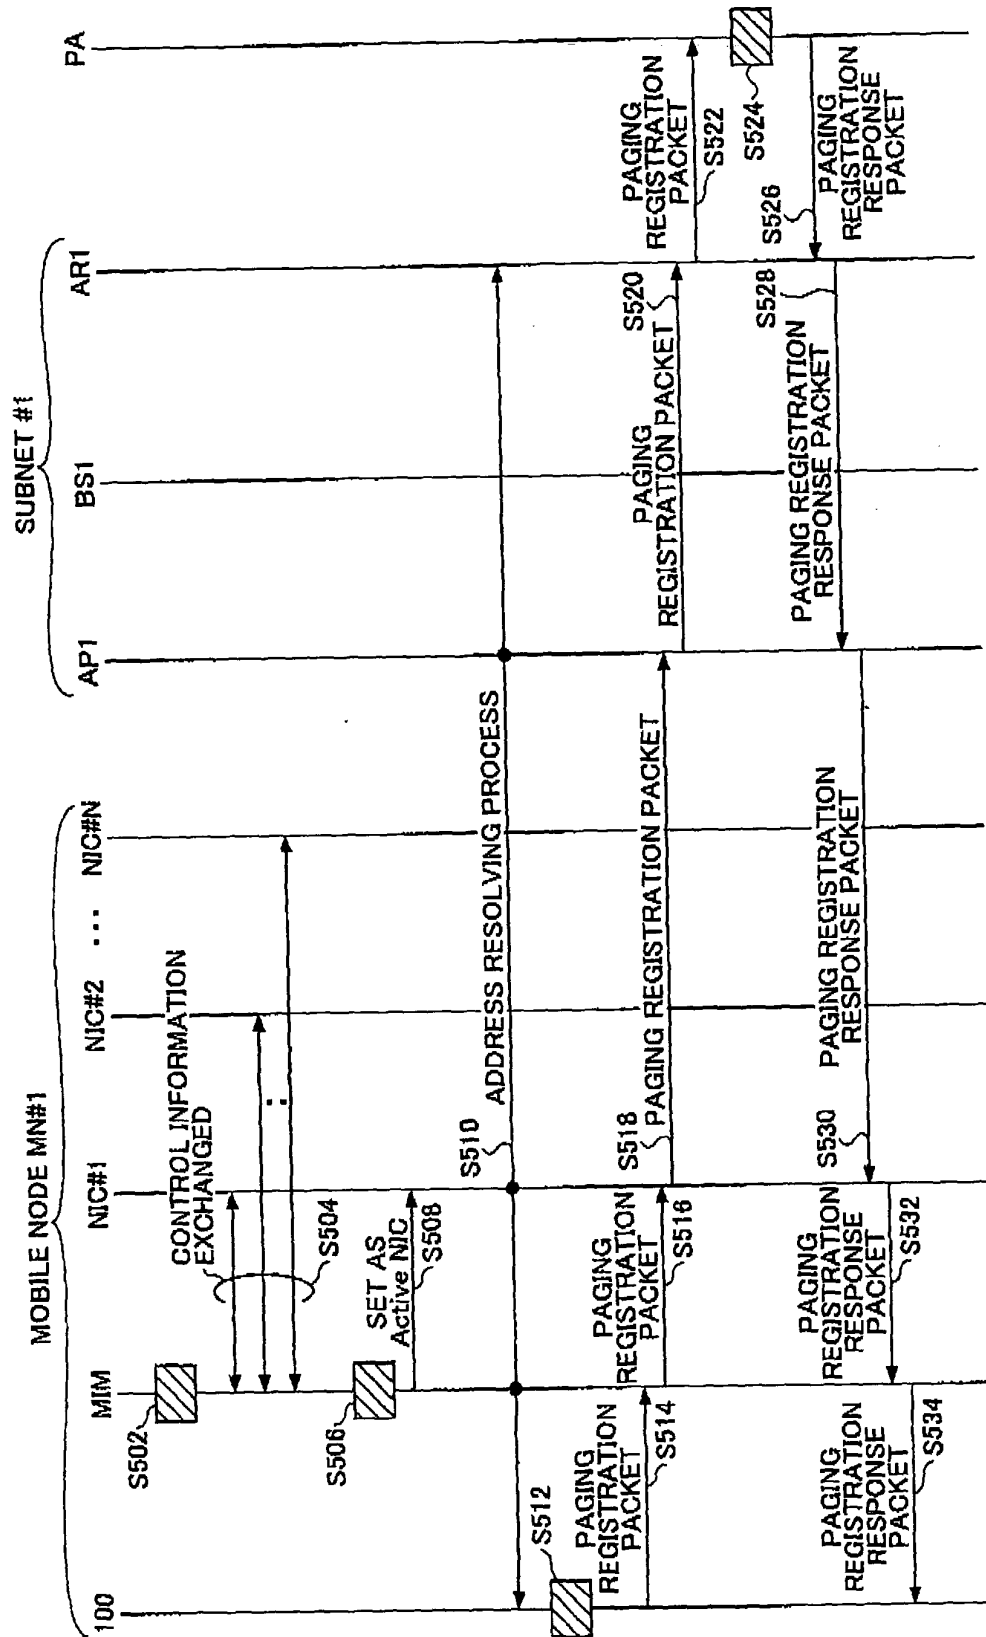 MOBILE NODE MN#1
SUBNET #1
100
MIM
NIC#1
NIC#2
...
NIC#N
AP1
BS1
AR1
PA
S502
CONTROL INFORMATION
EXCHANGED
S504
S506
SET AS
Active NIC
S508
S510
ADDRESS RESOLVING PROCESS
S512
PAGING
REGISTRATION
PACKET
S514
PAGING
REGISTRATION
PACKET
S516
S518
PAGING REGISTRATION PACKET
PAGING
REGISTRATION PACKET
S520
PAGING
REGISTRATION
PACKET
S522
S524
S526
PAGING
REGISTRATION
RESPONSE
PACKET
S528
PAGING REGISTRATION
RESPONSE PACKET
S530
PAGING REGISTRATION
RESPONSE PACKET
PAGING
REGISTRATION
RESPONSE
PACKET
S532
PAGING
REGISTRATION
RESPONSE
PACKET
S534